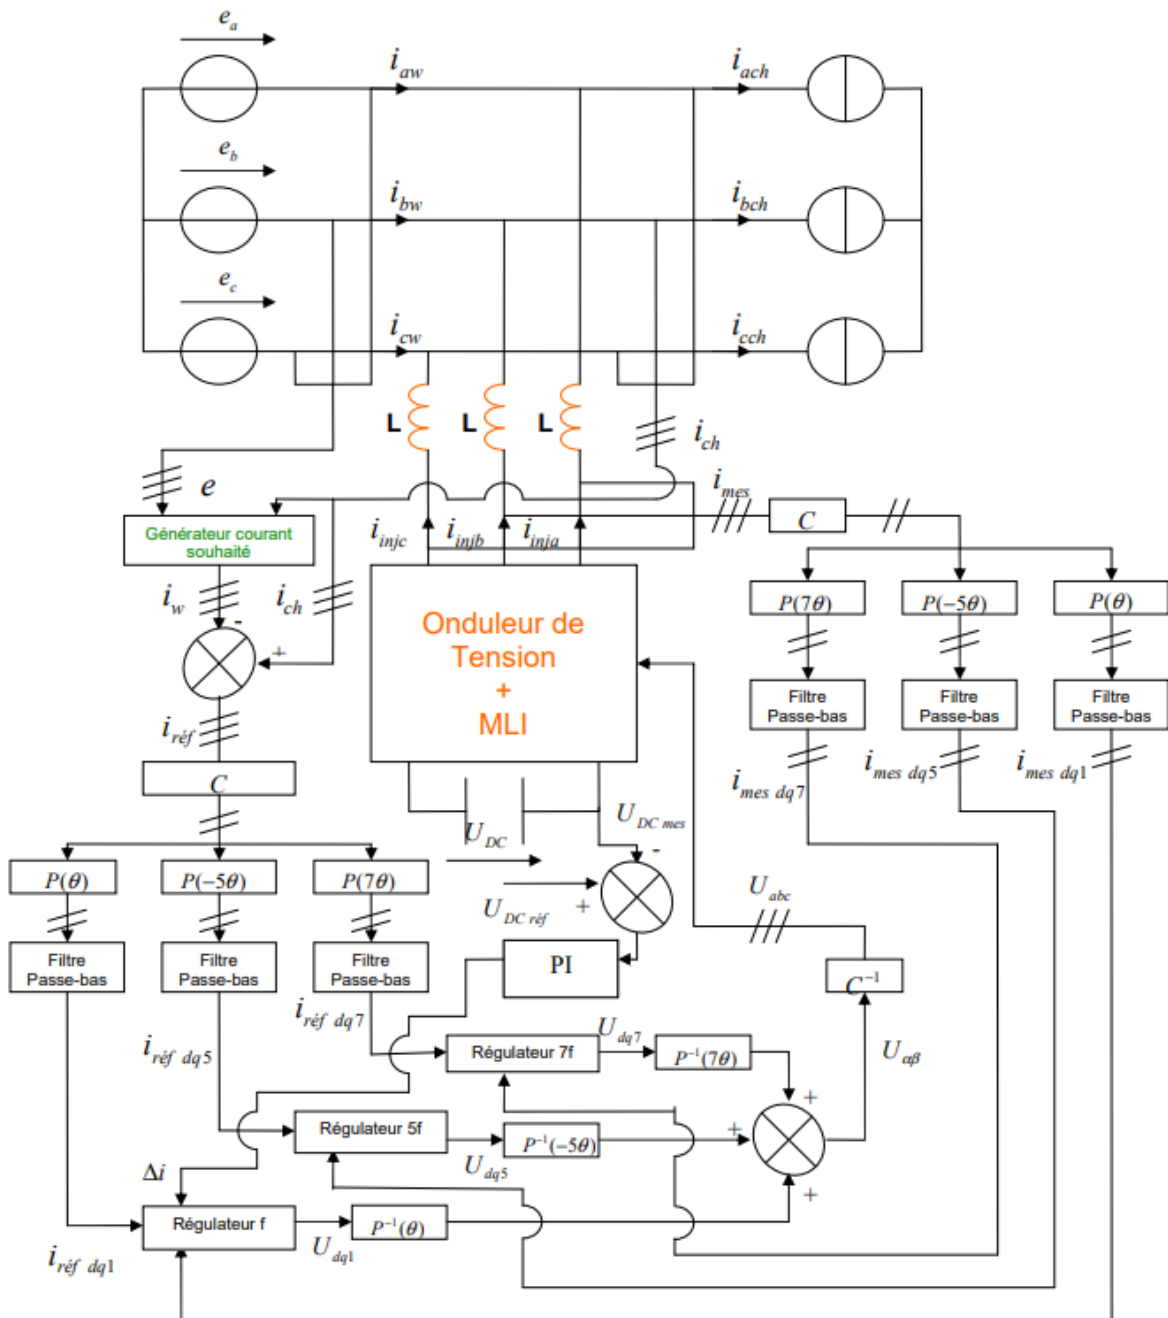 e_a
i_aw
i_ach
e_b
i_bw
i_bch
e_c
i_cw
i_cch
L
L
L
i_ch
e
i_mes
Générateur courant
souhaité
C
i_injc
i_injb
i_inja
i_w
i_ch
-
+
P(7θ)
P(−5θ)
P(θ)
Onduleur de
Tension
+
MLI
Filtre
Passe-bas
Filtre
Passe-bas
Filtre
Passe-bas
i_réf
i_mes dq7
i_mes dq5
i_mes dq1
C
U_DC
U_DC mes
-
P(θ)
P(−5θ)
P(7θ)
U_DC réf
+
U_abc
Filtre
Passe-bas
Filtre
Passe-bas
Filtre
Passe-bas
PI
C⁻¹
i_réf dq7
i_réf dq5
Régulateur 7f
U_dq7
P⁻¹(7θ)
U_αβ
+
Régulateur 5f
U_dq5
P⁻¹(−5θ)
+
Δi
Régulateur f
U_dq1
P⁻¹(θ)
+
i_réf dq1